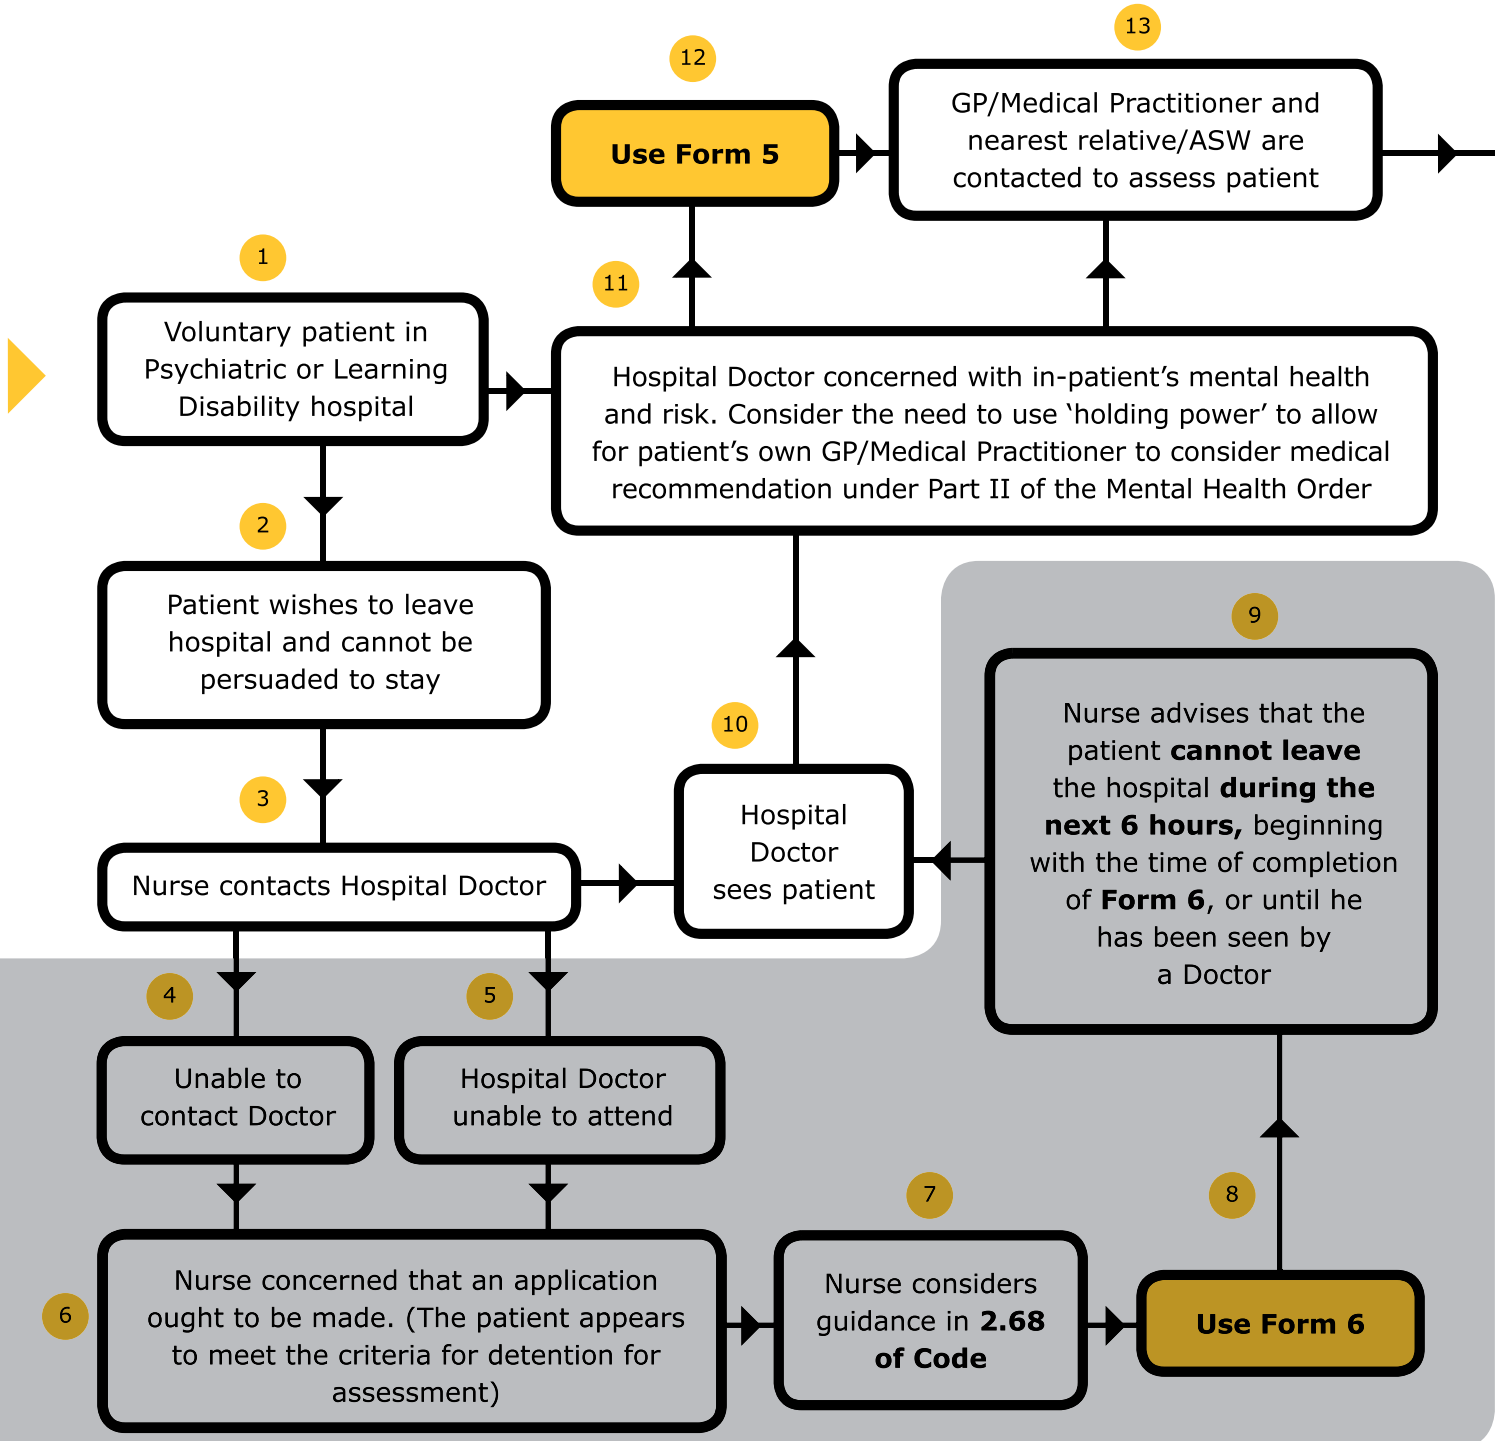 1
Voluntary patient in
Psychiatric or Learning
Disability hospital
2
Patient wishes to leave
hospital and cannot be
persuaded to stay
3
Nurse contacts Hospital Doctor
4
Unable to
contact Doctor
5
Hospital Doctor
unable to attend
6
Nurse concerned that an application
ought to be made. (The patient appears
to meet the criteria for detention for
assessment)
7
Nurse considers
guidance in 2.68
of Code
8
Use Form 6
9
Nurse advises that the
patient cannot leave
the hospital during the
next 6 hours, beginning
with the time of completion
of Form 6, or until he
has been seen by
a Doctor
10
Hospital
Doctor
sees patient
11
Hospital Doctor concerned with in-patient’s mental health
and risk. Consider the need to use ‘holding power’ to allow
for patient’s own GP/Medical Practitioner to consider medical
recommendation under Part II of the Mental Health Order
12
Use Form 5
13
GP/Medical Practitioner and
nearest relative/ASW are
contacted to assess patient